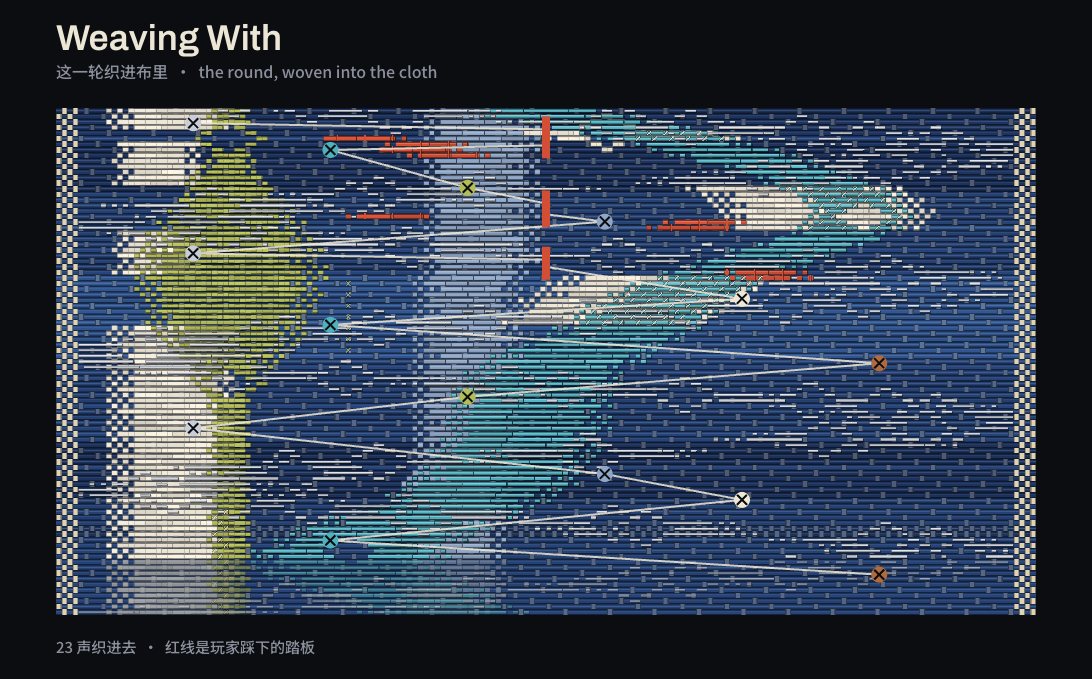 Weaving With
这一轮织进布里 • the round, woven into the cloth
23 声织进去 • 红线是玩家踩下的踏板